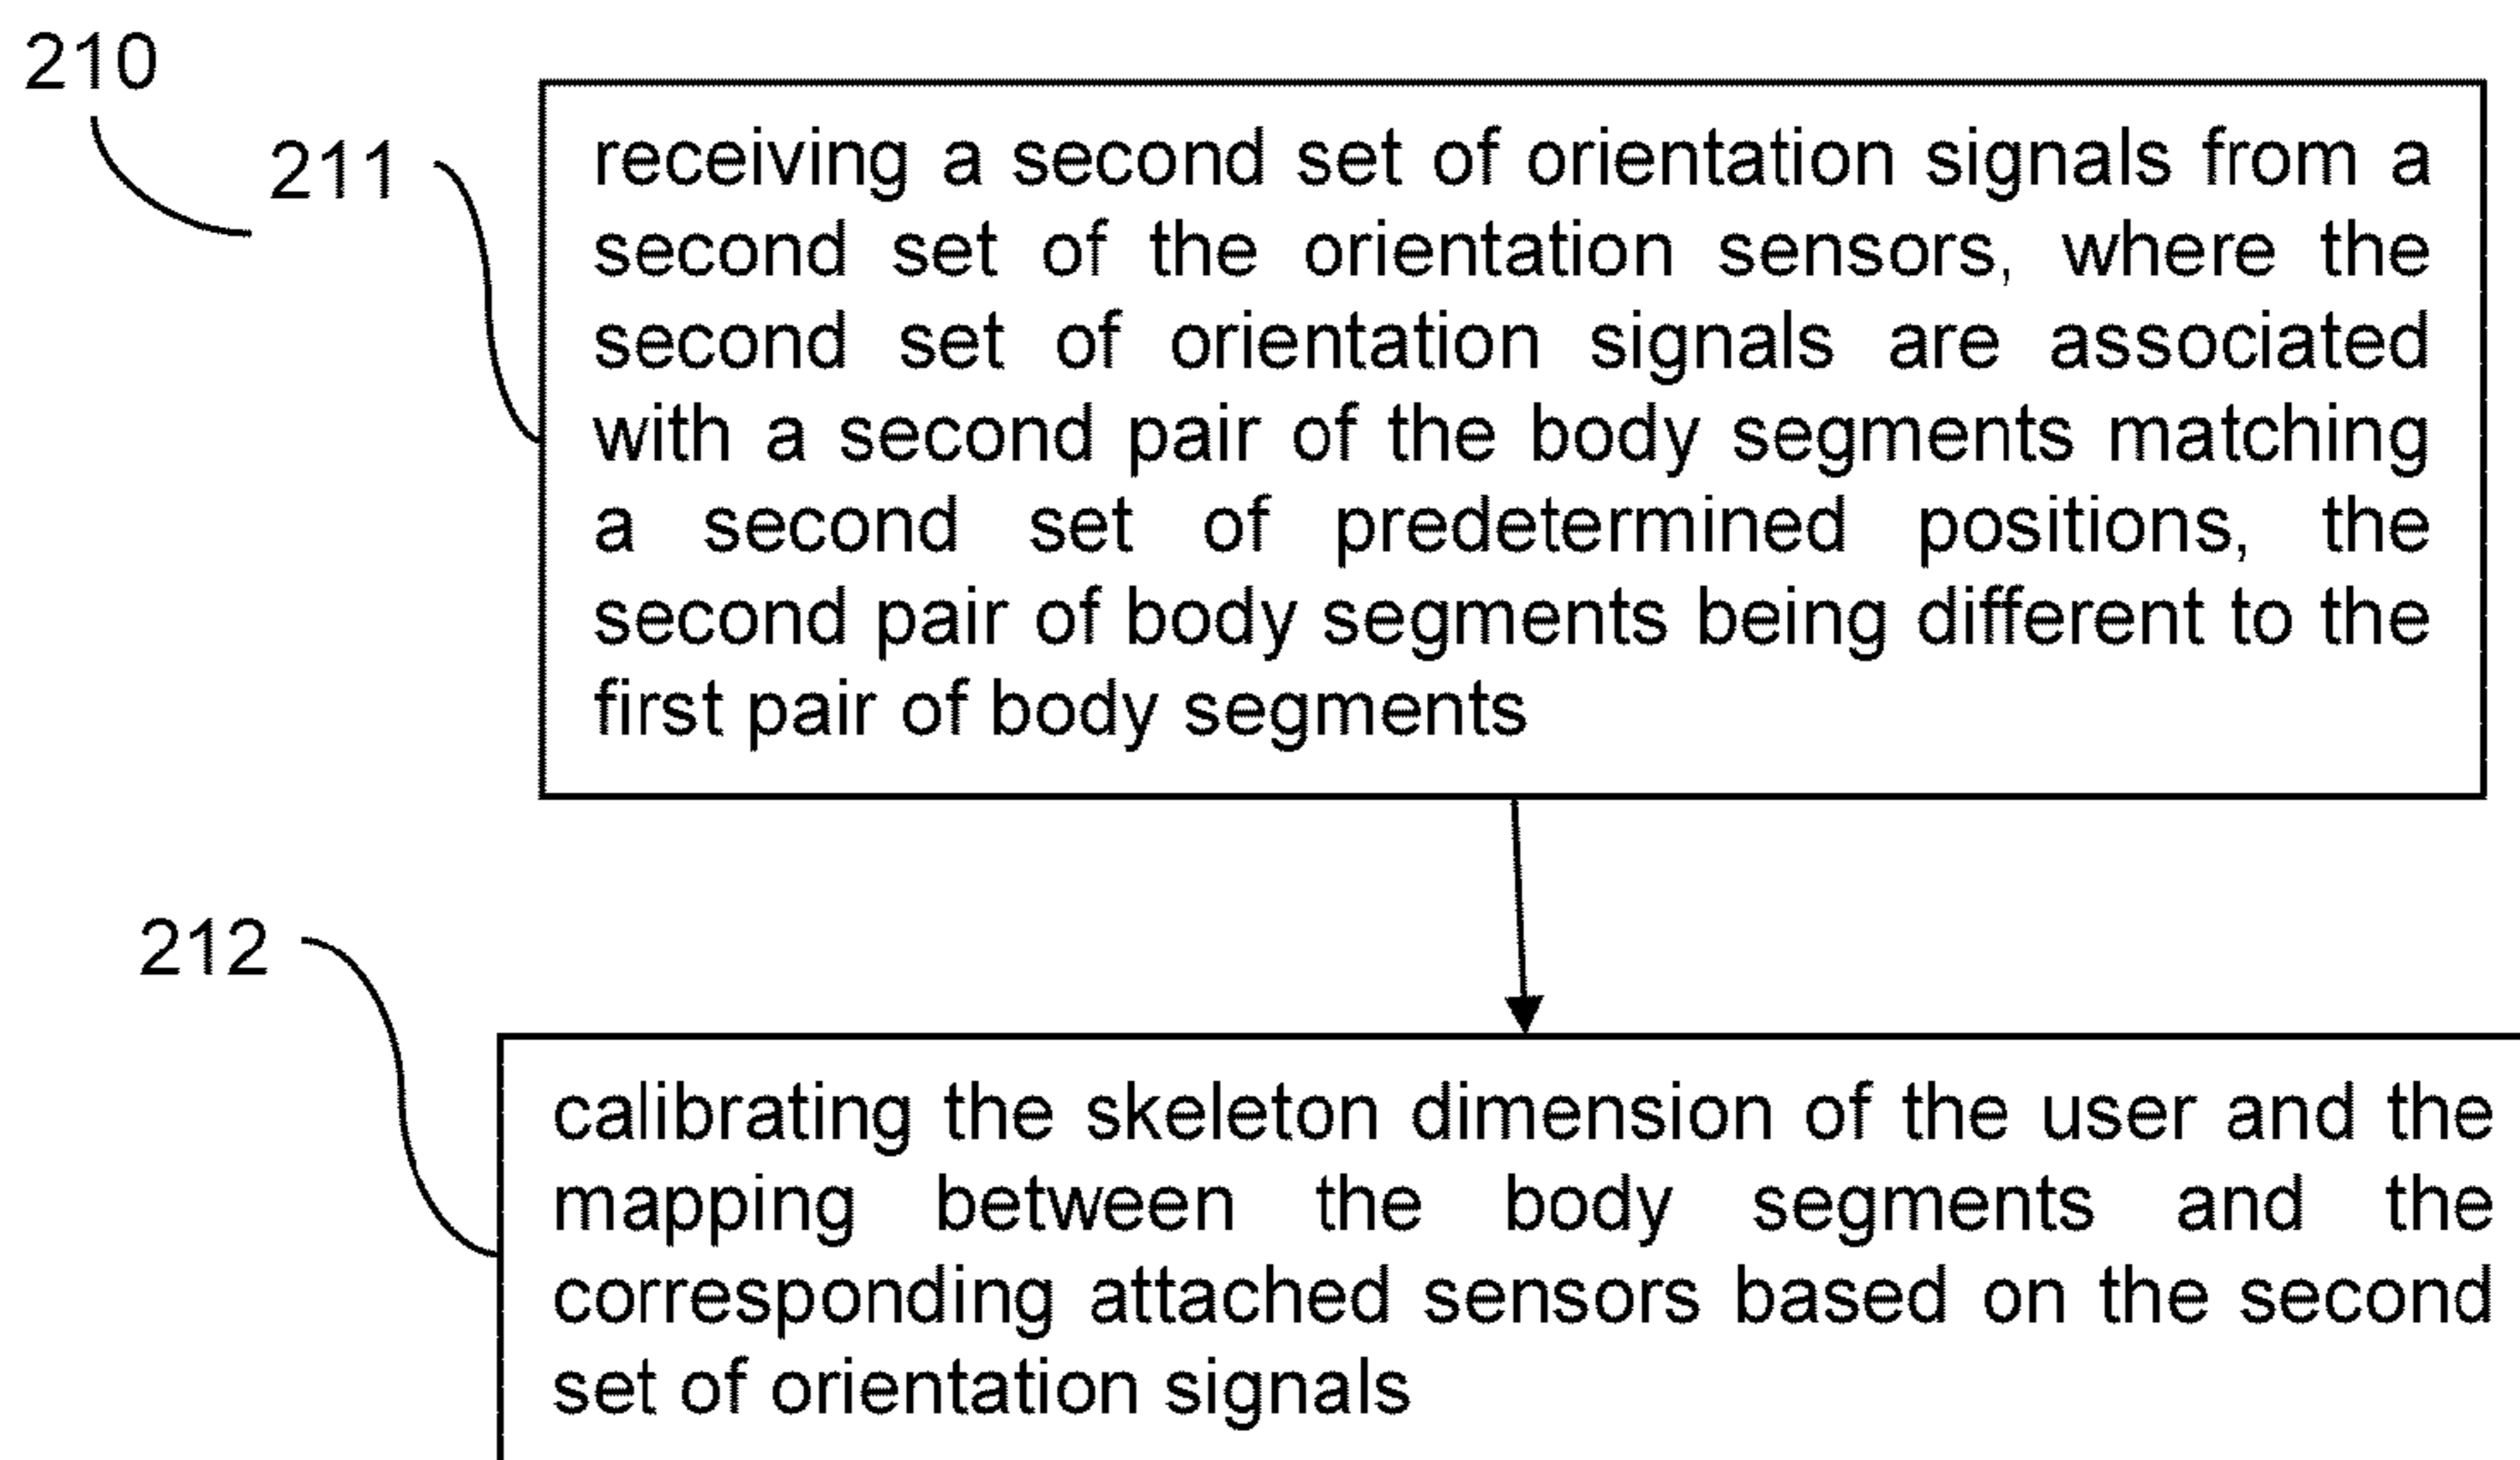 210
211
receiving a second set of orientation signals from a
second set of the orientation sensors, where the
second set of orientation signals are associated
with a second pair of the body segments matching
a second set of predetermined positions, the
second pair of body segments being different to the
first pair of body segments
212
calibrating the skeleton dimension of the user and the
mapping between the body segments and the
corresponding attached sensors based on the second
set of orientation signals